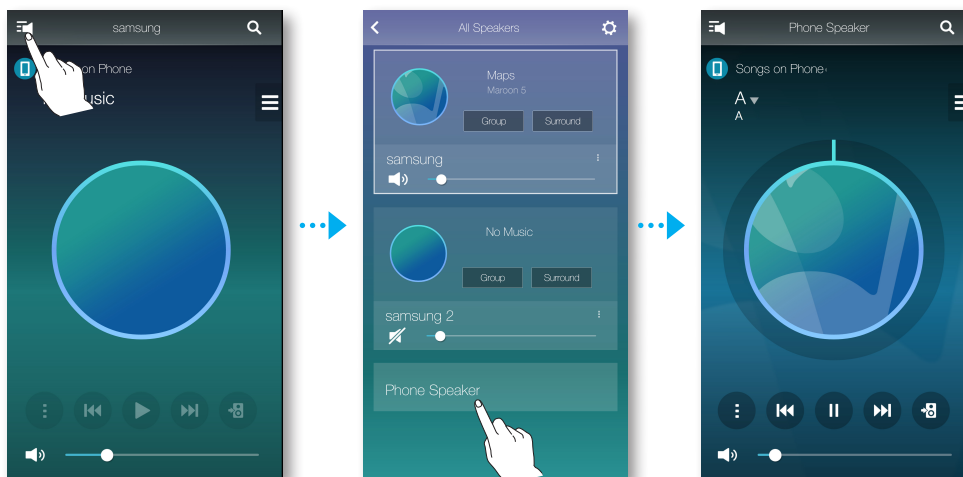 samsung
on Phone
usic
All Speakers
Maps
Maroon 5
Group Surround
samsung
No Music
Group Surround
samsung 2
Phone Speaker
Phone Speaker
Songs on Phone
A
A